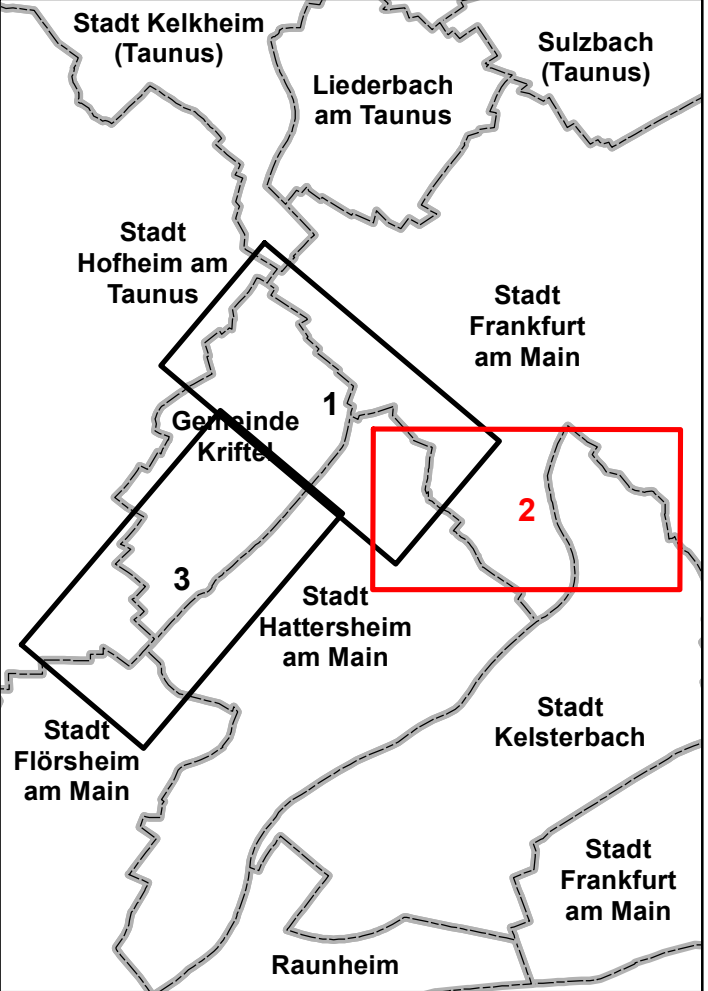 Stadt Kelkheim
(Taunus)
Sulzbach
(Taunus)
Liederbach
am Taunus
Stadt
Hofheim am
Taunus
Stadt
Frankfurt
am Main
1
Gemeinde
Kriftel
2
3
Stadt
Hattersheim
am Main
Stadt
Kelsterbach
Stadt
Flörsheim
am Main
Stadt
Frankfurt
am Main
Raunheim